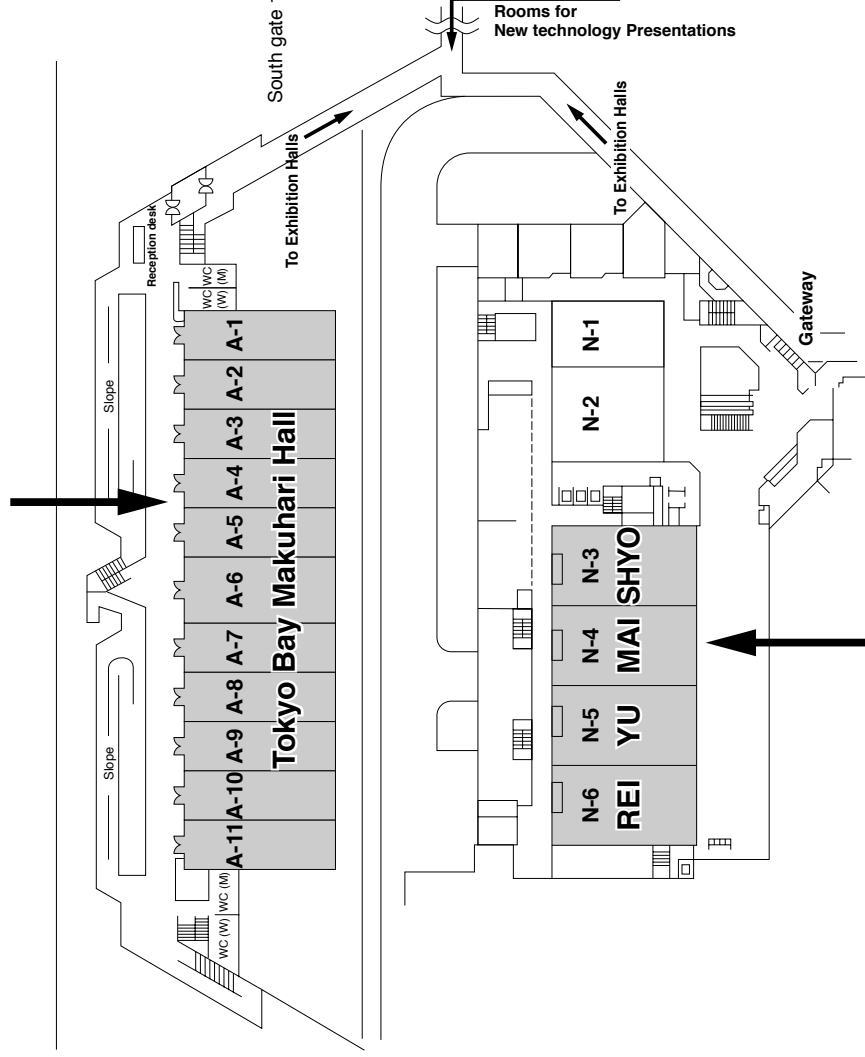 Rooms for
New technology Presentations
South gate
To Exhibition Halls
Reception desk
WC
(W)
WC
(M)
Slope
A-1
A-2
A-3
A-4
A-5
A-6
A-7
A-8
A-9
A-10
A-11
Tokyo Bay Makuhari Hall
Slope
WC (M)
WC (W)
To Exhibition Halls
Gateway
N-1
N-2
N-3
SHYO
N-4
MAI
N-5
YU
N-6
REI